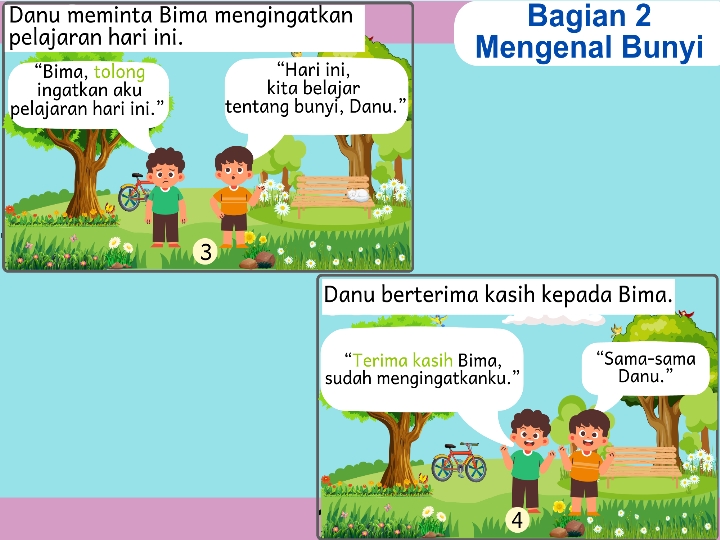 Bagian 2
Mengenal Bunyi
Danu meminta Bima mengingatkan
pelajaran hari ini.
“Bima, tolong
ingatkan aku
pelajaran hari ini.”
“Hari ini,
kita belajar
tentang bunyi, Danu.”
3
Danu berterima kasih kepada Bima.
“Terima kasih Bima,
sudah mengingatkanku.”
“Sama-sama
Danu.”
4